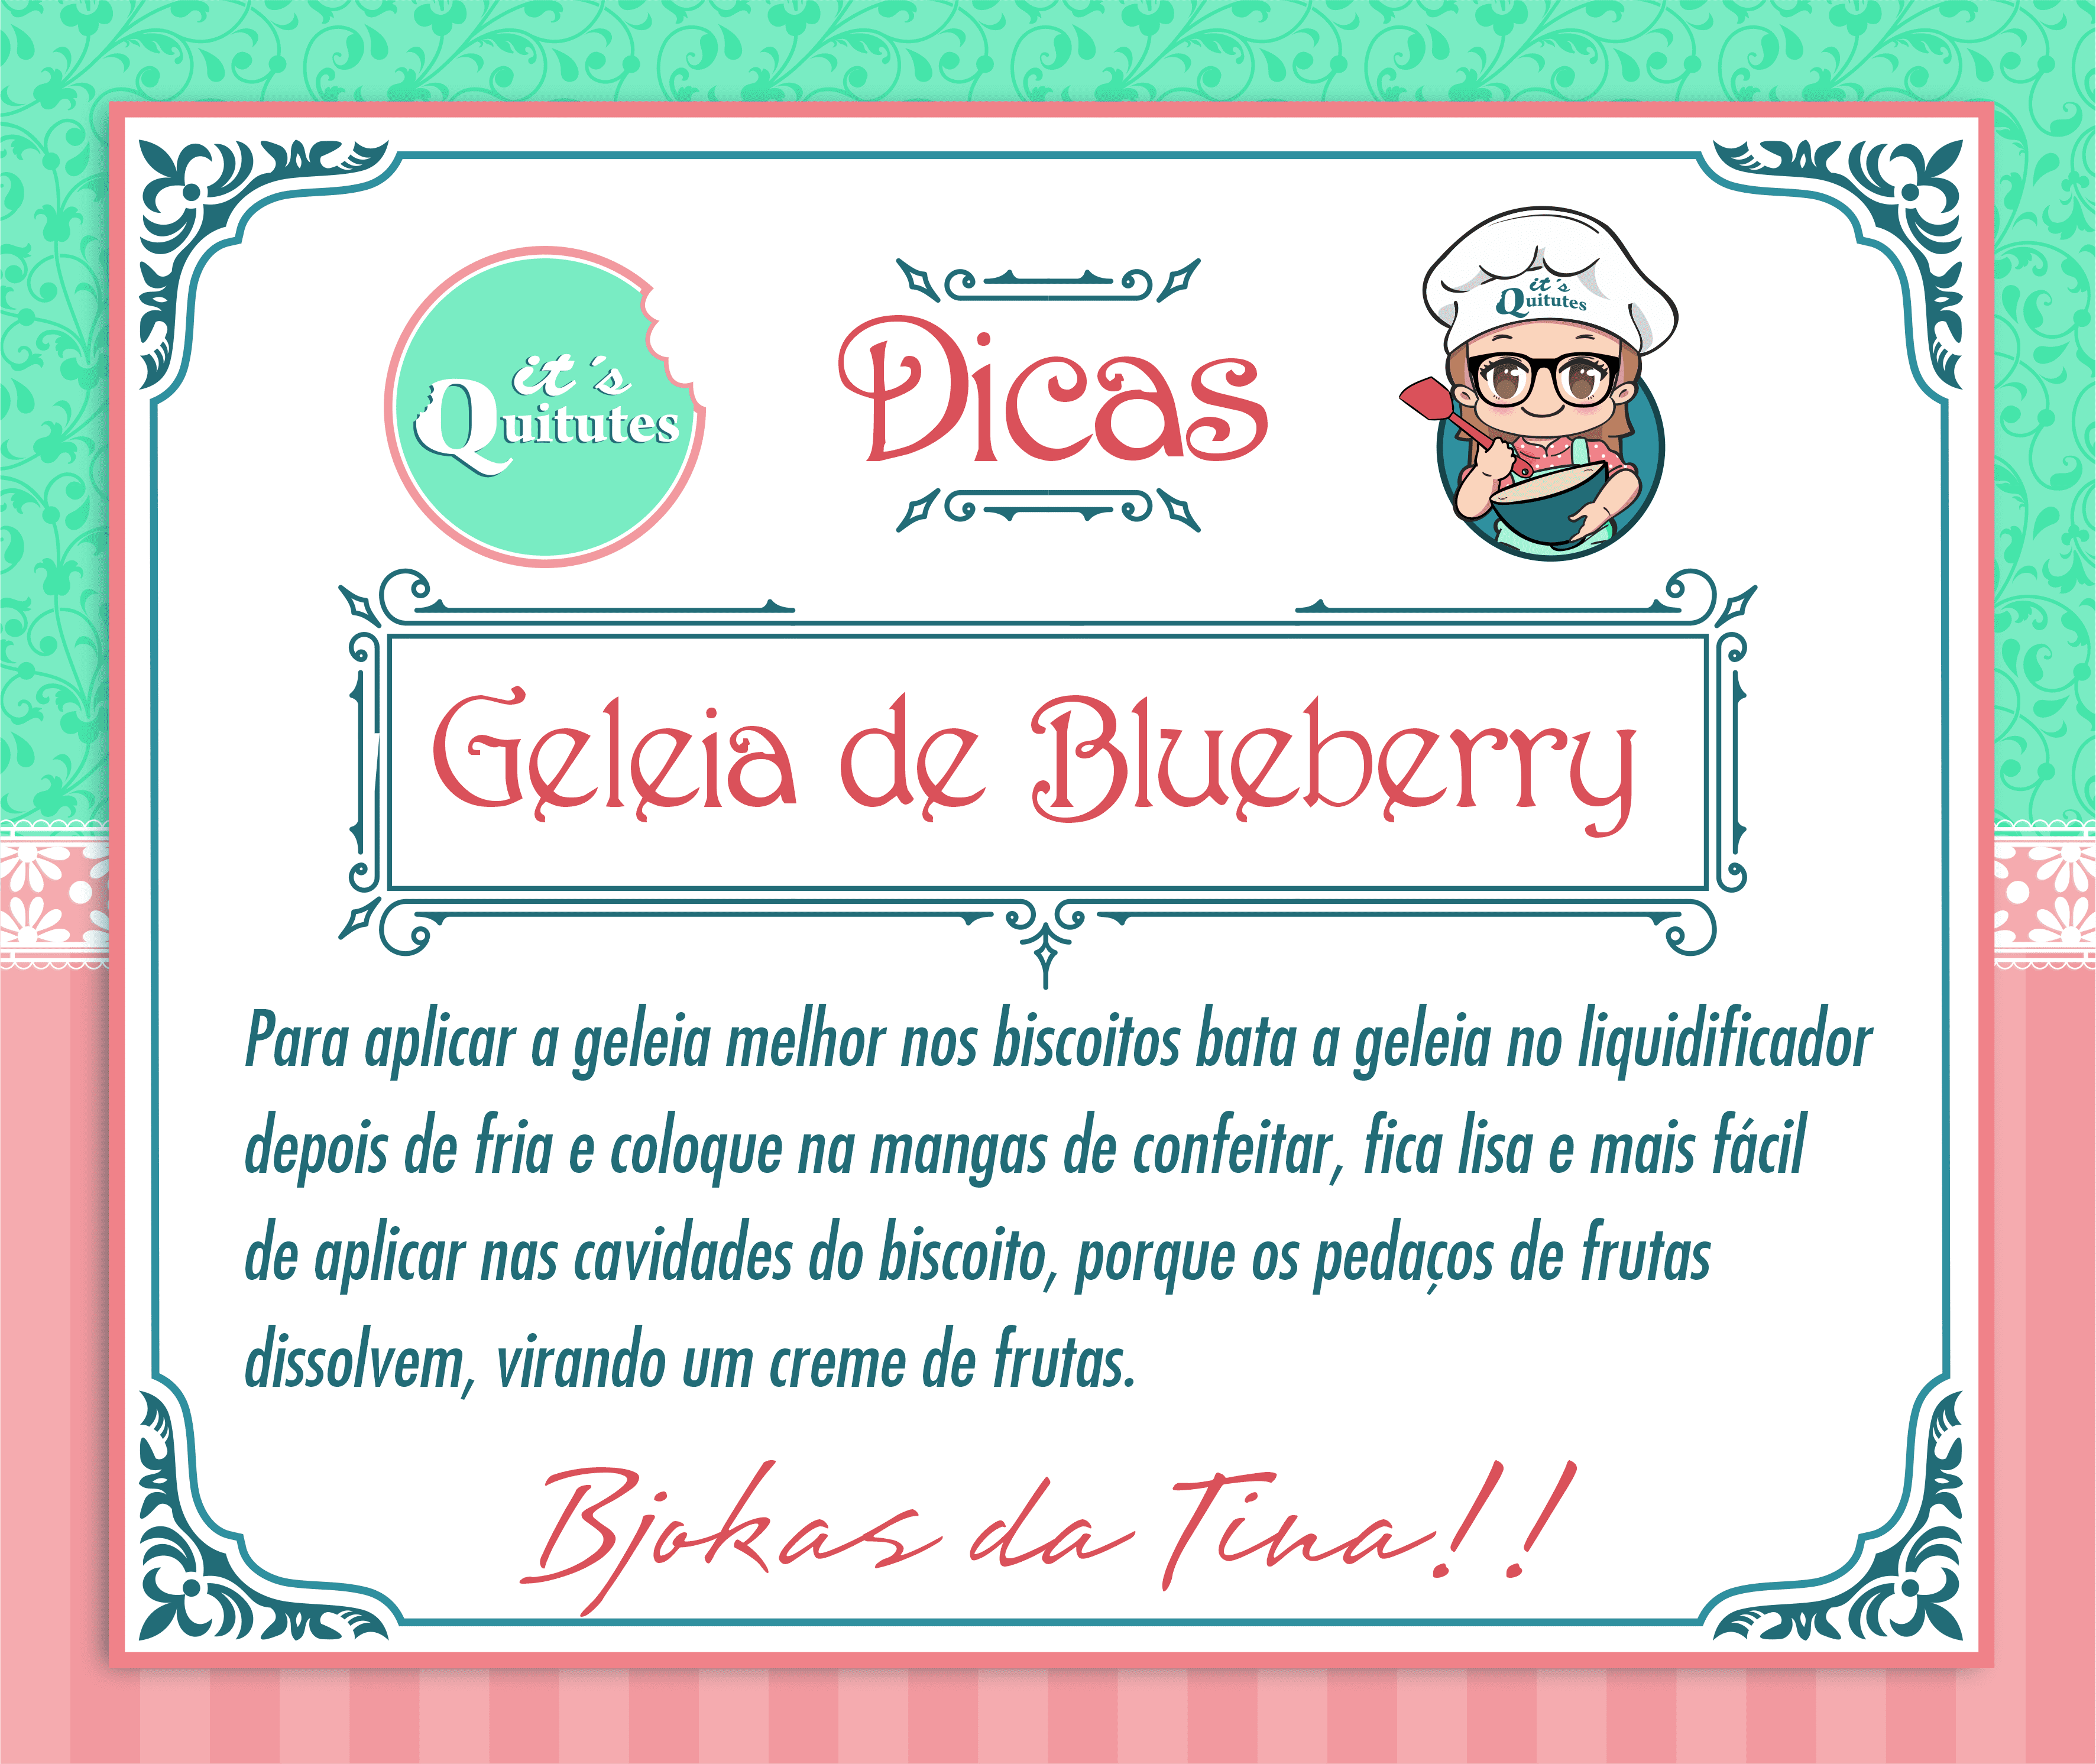 it's
Quitutes
Dicas
it's
Quitutes
Geleia de Blueberry
Para aplicar a geleia melhor nos biscoitos bata a geleia no liquidificador
depois de fria e coloque na mangas de confeitar, fica lisa e mais fácil
de aplicar nas cavidades do biscoito, porque os pedaços de frutas
dissolvem, virando um creme de frutas.
Bjokas da Tina!!